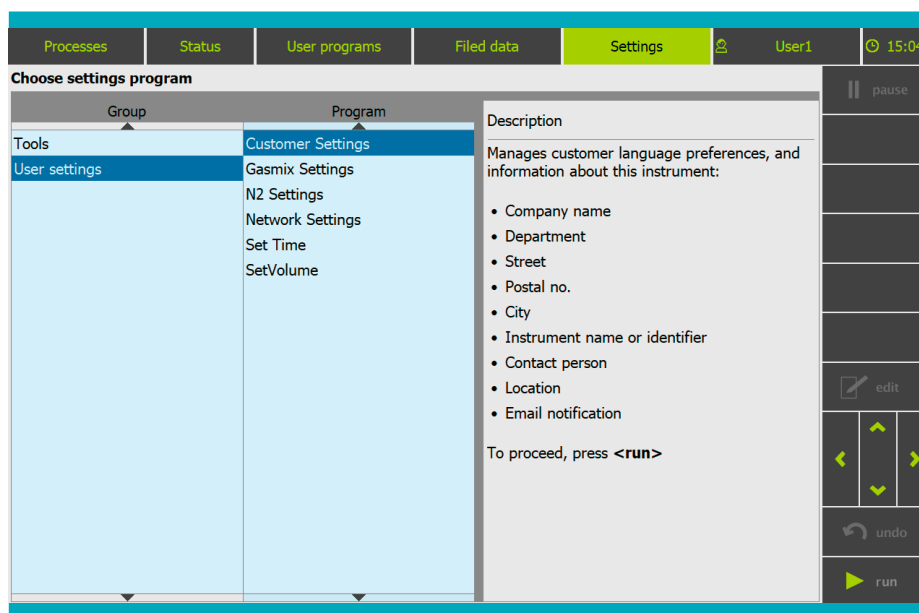 Processes
Status
User programs
Filed data
Settings
User1
15:04
Choose settings program
pause
Group
Program
Description
Tools
User settings
Customer Settings
Gasmix Settings
N2 Settings
Network Settings
Set Time
SetVolume
Manages customer language preferences, and
information about this instrument:
• Company name
• Department
• Street
• Postal no.
• City
• Instrument name or identifier
• Contact person
• Location
• Email notification
To proceed, press <run>
edit
undo
run